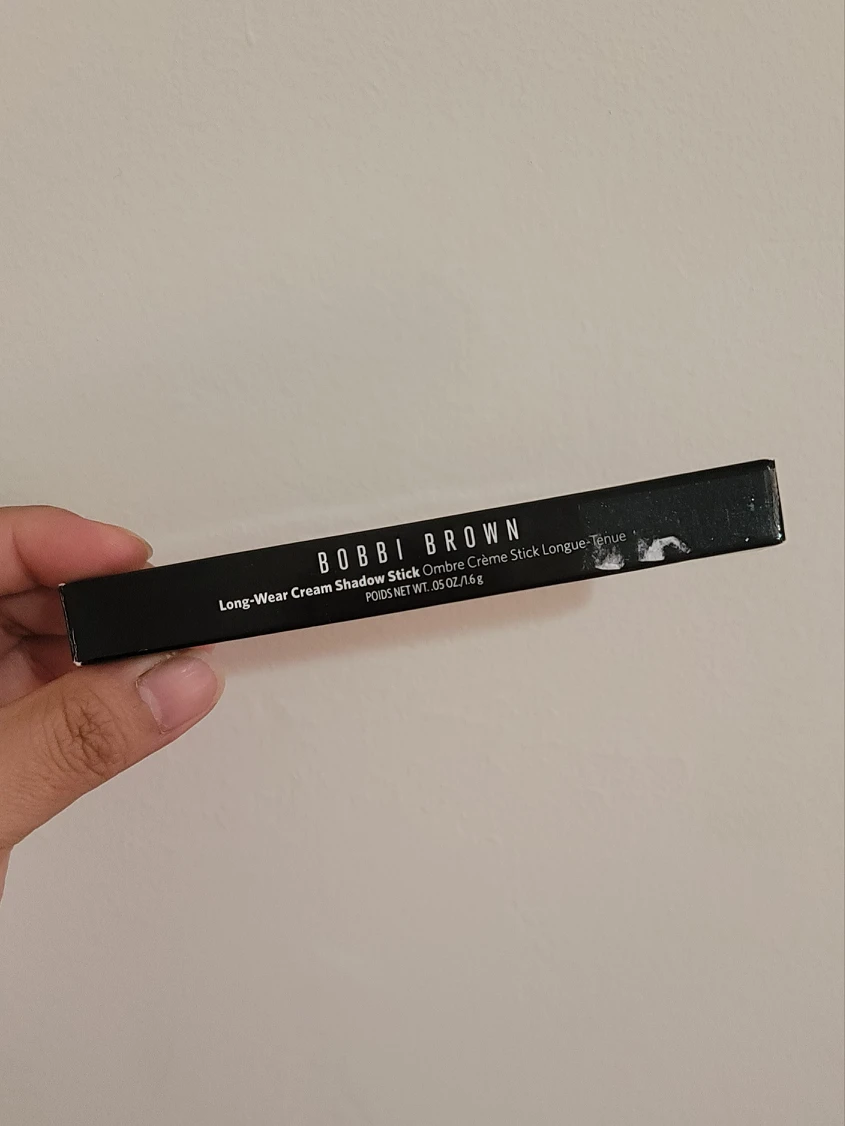 BOBBI BROWN
Long-Wear Cream Shadow Stick Ombre Crème Stick Longue-Tenue
POIDS NET WT. .05 OZ./1.6 g